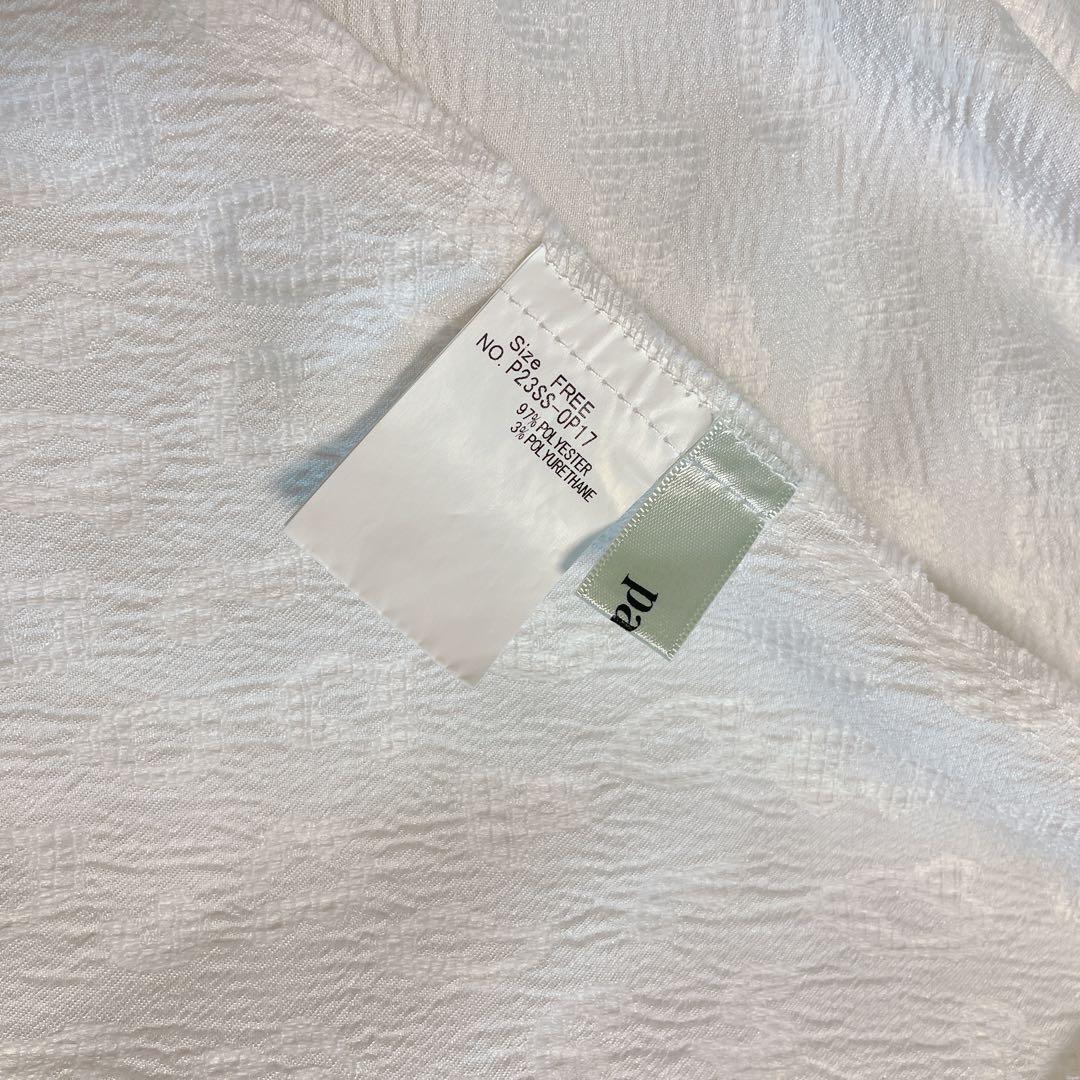 Size FREE
NO. P23SS-OP17
97% POLYESTER
3% POLYURETHANE
pa